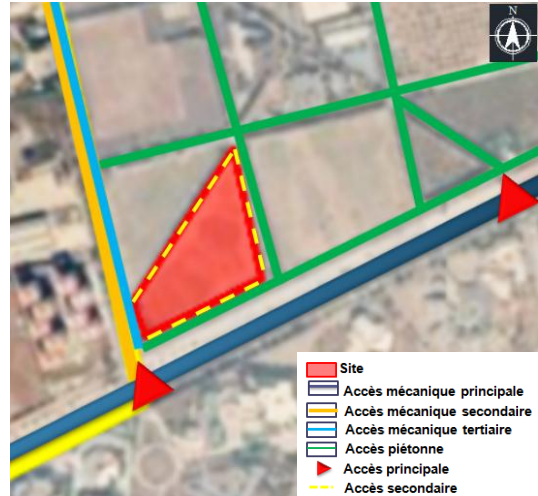 N
Site
Accès mécanique principale
Accès mécanique secondaire
Accès mécanique tertiaire
Accès piétonne
Accès principale
Accès secondaire